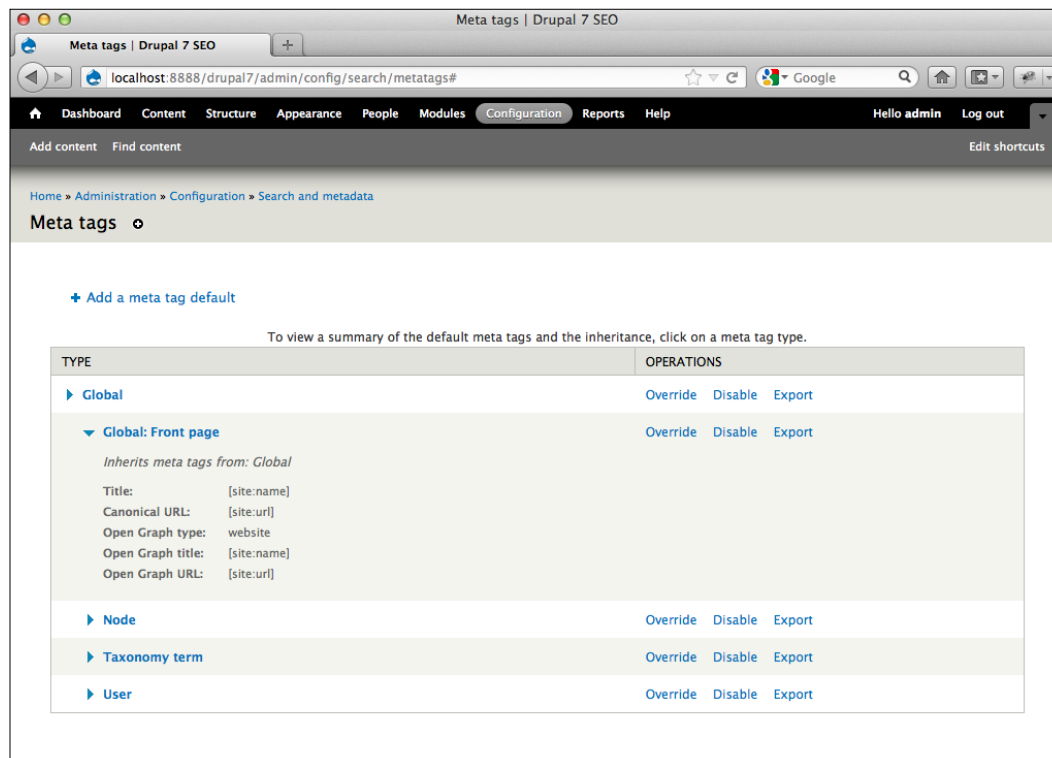 Meta tags | Drupal 7 SEO
Meta tags | Drupal 7 SEO
localhost:8888/drupal7/admin/config/search/metatags# Google
Dashboard Content Structure Appearance People Modules Configuration Reports Help Hello admin Log out
Add content Find content Edit shortcuts
Home » Administration » Configuration » Search and metadata
Meta tags
Add a meta tag default
To view a summary of the default meta tags and the inheritance, click on a meta tag type.
TYPE OPERATIONS
Global Override Disable Export
Global: Front page Override Disable Export
Inherits meta tags from: Global
Title: [site:name]
Canonical URL: [site:url]
Open Graph type: website
Open Graph title: [site:name]
Open Graph URL: [site:url]
Node Override Disable Export
Taxonomy term Override Disable Export
User Override Disable Export